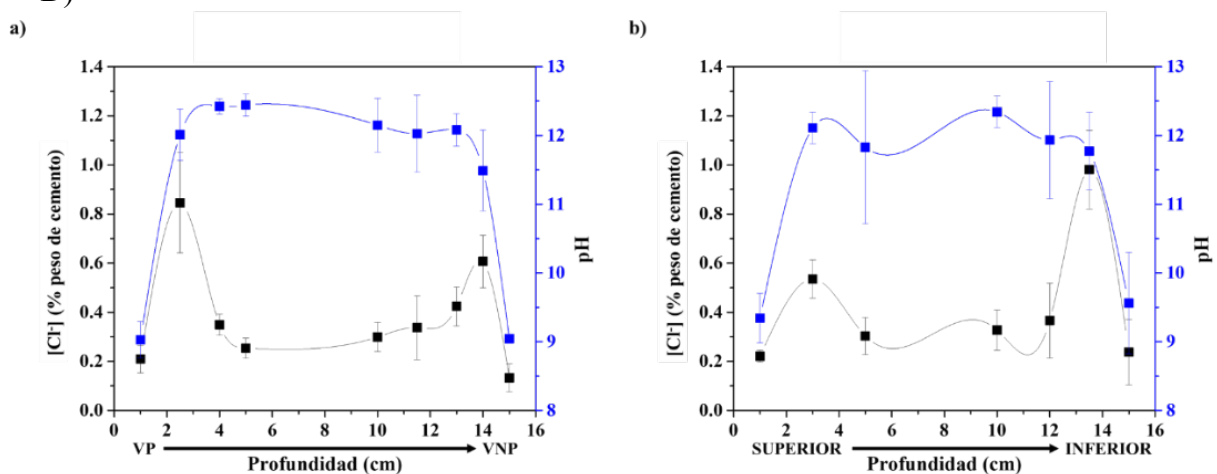 a)
b)
1.4
1.2
1.0
0.8
0.6
0.4
0.2
0.0
[Cl-] (% peso de cemento)
13
12
11
10
9
8
pH
0 2 4 6 8 10 12 14 16
VP VNP
Profundidad (cm)
1.4
1.2
1.0
0.8
0.6
0.4
0.2
0.0
[Cl-] (% peso de cemento)
13
12
11
10
9
8
pH
0 2 4 6 8 10 12 14 16
SUPERIOR INFERIOR
Profundidad (cm)